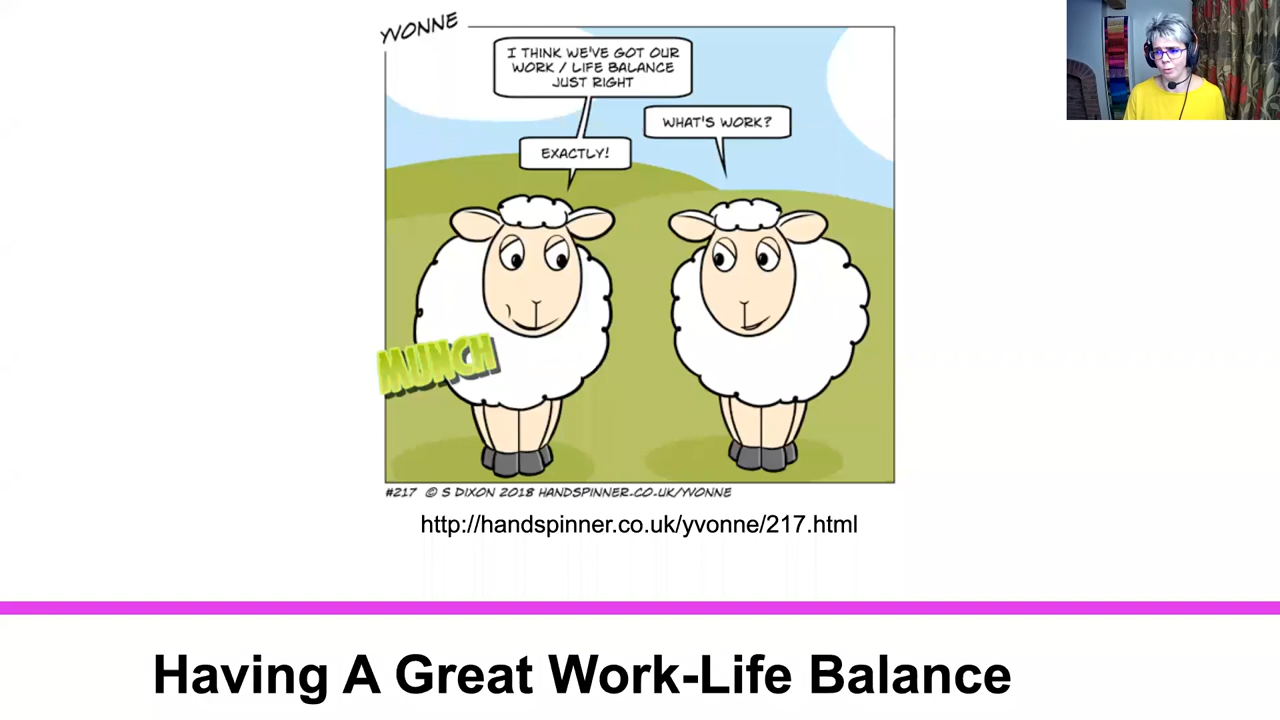 YVONNE
I THINK WE'VE GOT OUR
WORK / LIFE BALANCE
JUST RIGHT
WHAT'S WORK?
EXACTLY!
MUNCH
#217 © S DIXON 2018 HANDSPINNER.CO.UK/YVONNE
http://handspinner.co.uk/yvonne/217.html
Having A Great Work-Life Balance